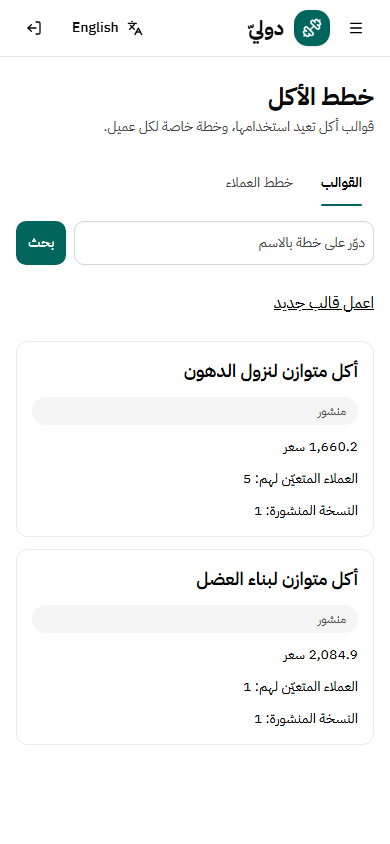 دوليّ
English
خطط الأكل
قوالب أكل تعيد استخدامها، وخطة خاصة لكل عميل.
القوالب
خطط العملاء
دوّر على خطة بالاسم
بحث
اعمل قالب جديد
أكل متوازن لنزول الدهون
منشور
1,660.2 سعر
العملاء المتعيّن لهم: 5
النسخة المنشورة: 1
أكل متوازن لبناء العضل
منشور
2,084.9 سعر
العملاء المتعيّن لهم: 1
النسخة المنشورة: 1